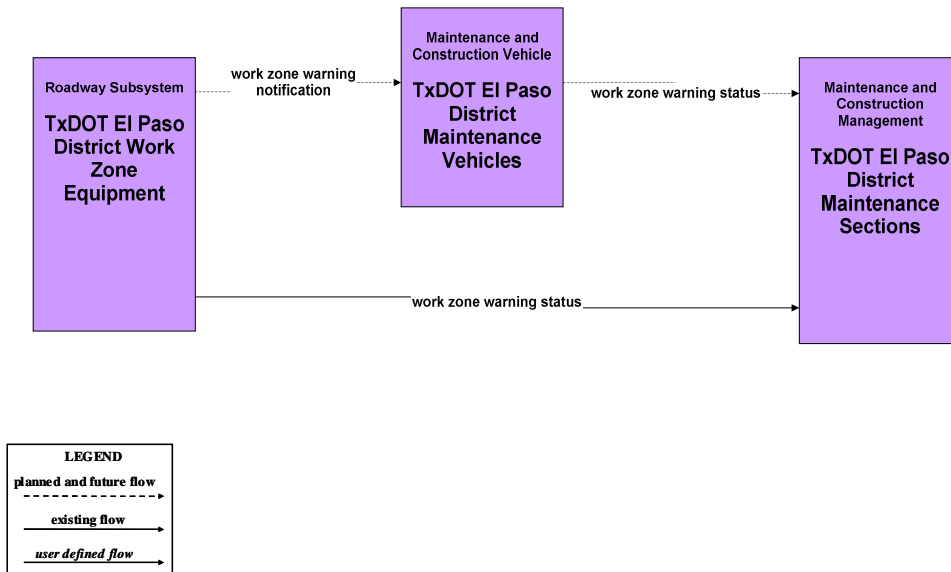 Roadway Subsystem
TxDOT El Paso
District Work
Zone
Equipment
work zone warning
notification
Maintenance and
Construction Vehicle
TxDOT El Paso
District
Maintenance
Vehicles
work zone warning status
Maintenance and
Construction
Management
TxDOT El Paso
District
Maintenance
Sections
work zone warning status
LEGEND
planned and future flow
existing flow
user defined flow